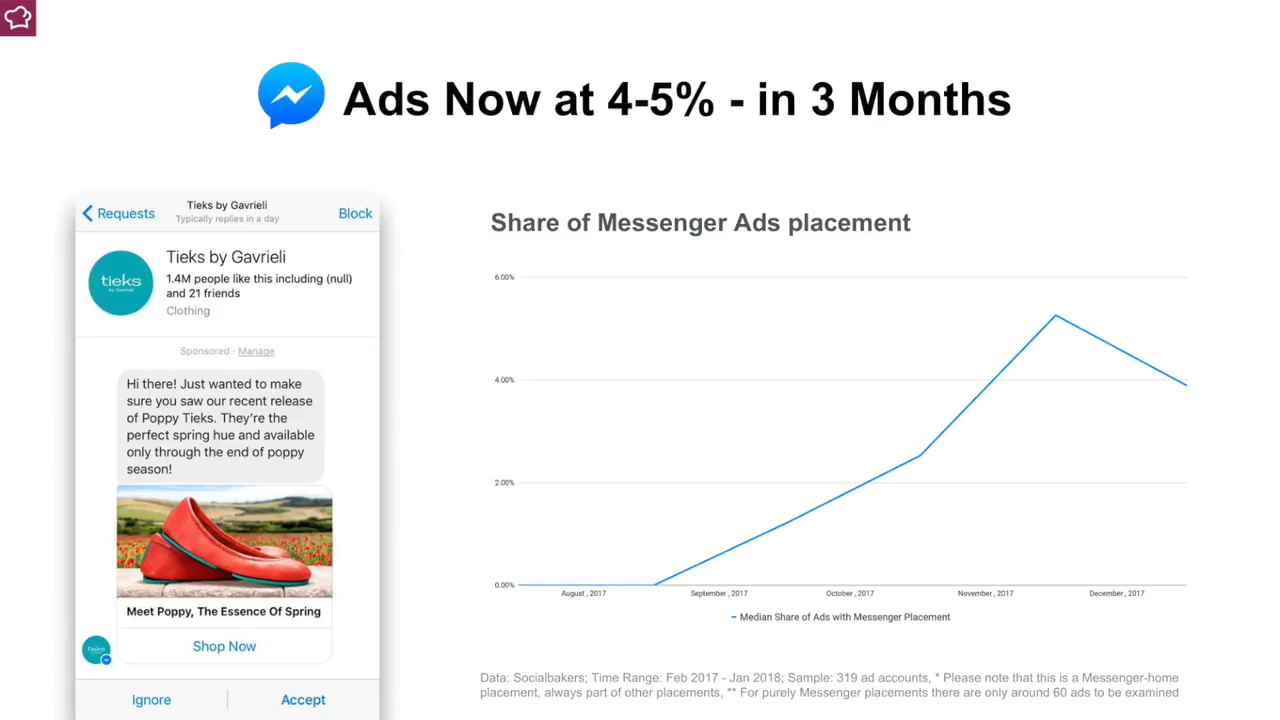 Ads Now at 4-5% - in 3 Months
Requests
Tieks by Gavrieli
Typically replies in a day
Block
tieks
by Gavrieli
Tieks by Gavrieli
1.4M people like this including (null)
and 21 friends
Clothing
Sponsored · Manage
Hi there! Just wanted to make
sure you saw our recent release
of Poppy Tieks. They're the
perfect spring hue and available
only through the end of poppy
season!
Meet Poppy, The Essence Of Spring
tieks
Shop Now
Ignore
Accept
Share of Messenger Ads placement
6.00%
4.00%
2.00%
0.00%
August , 2017
September , 2017
October , 2017
November , 2017
December , 2017
Median Share of Ads with Messenger Placement
Data: Socialbakers; Time Range: Feb 2017 - Jan 2018; Sample: 319 ad accounts, * Please note that this is a Messenger-home
placement, always part of other placements, ** For purely Messenger placements there are only around 60 ads to be examined